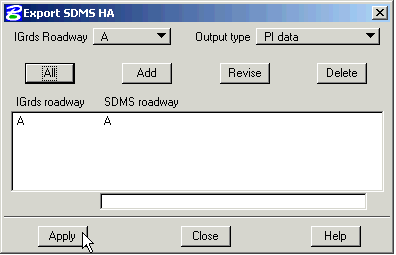 Export SDMS HA
IGrds Roadway A Output type PI data
All Add Revise Delete
IGrds roadway SDMS roadway
A A
Apply Close Help